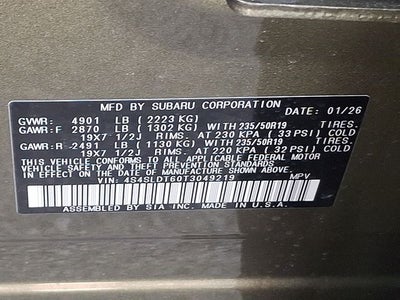 MFD BY SUBARU CORPORATION DATE: 01/26
GVWR: 4901 LB ( 2223 KG)
GAWR:F 2870 LB ( 1302 KG) WITH 235/50R19 TIRES.
19X7 1/2J RIMS. AT 230 KPA ( 33 PSI) COLD
GAWR:R 2491 LB ( 1130 KG) WITH 235/50R19 TIRES.
19X7 1/2J RIMS. AT 220 KPA ( 32 PSI) COLD
THIS VEHICLE CONFORMS TO ALL APPLICABLE FEDERAL MOTOR
VEHICLE SAFETY AND THEFT PREVENTION STANDARDS IN EFFECT
ON THE DATE OF MANUFACTURE SHOWN ABOVE.
VIN: 4S4SLDT60T3049219 MPV
ASSEMBLED BY SIA INC. MADE IN U.S.A.